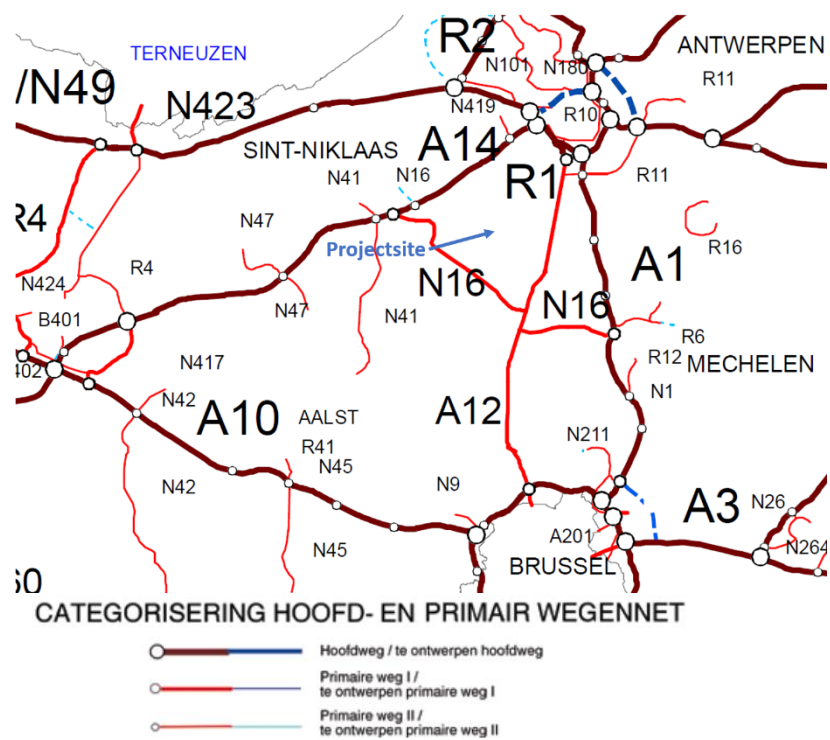 R2
ANTWERPEN
TERNEUZEN
N101
N180
R11
/N49
N423
N419
R10
SINT-NIKLAAS
A14
R1
R11
N41
N16
R4
N47
Projectsite
A1
R16
R4
N424
N47
N16
N41
N16
B401
R6
402
N417
R12
MECHELEN
N1
N42
A10
AALST
A12
N211
R41
N45
N42
N9
A3
N26
A201
N45
N264
BRUSSEL
60
CATEGORISERING HOOFD- EN PRIMAIR WEGENNET
Hoofdweg / te ontwerpen hoofdweg
Primaire weg I /
te ontwerpen primaire weg I
Primaire weg II /
te ontwerpen primaire weg II